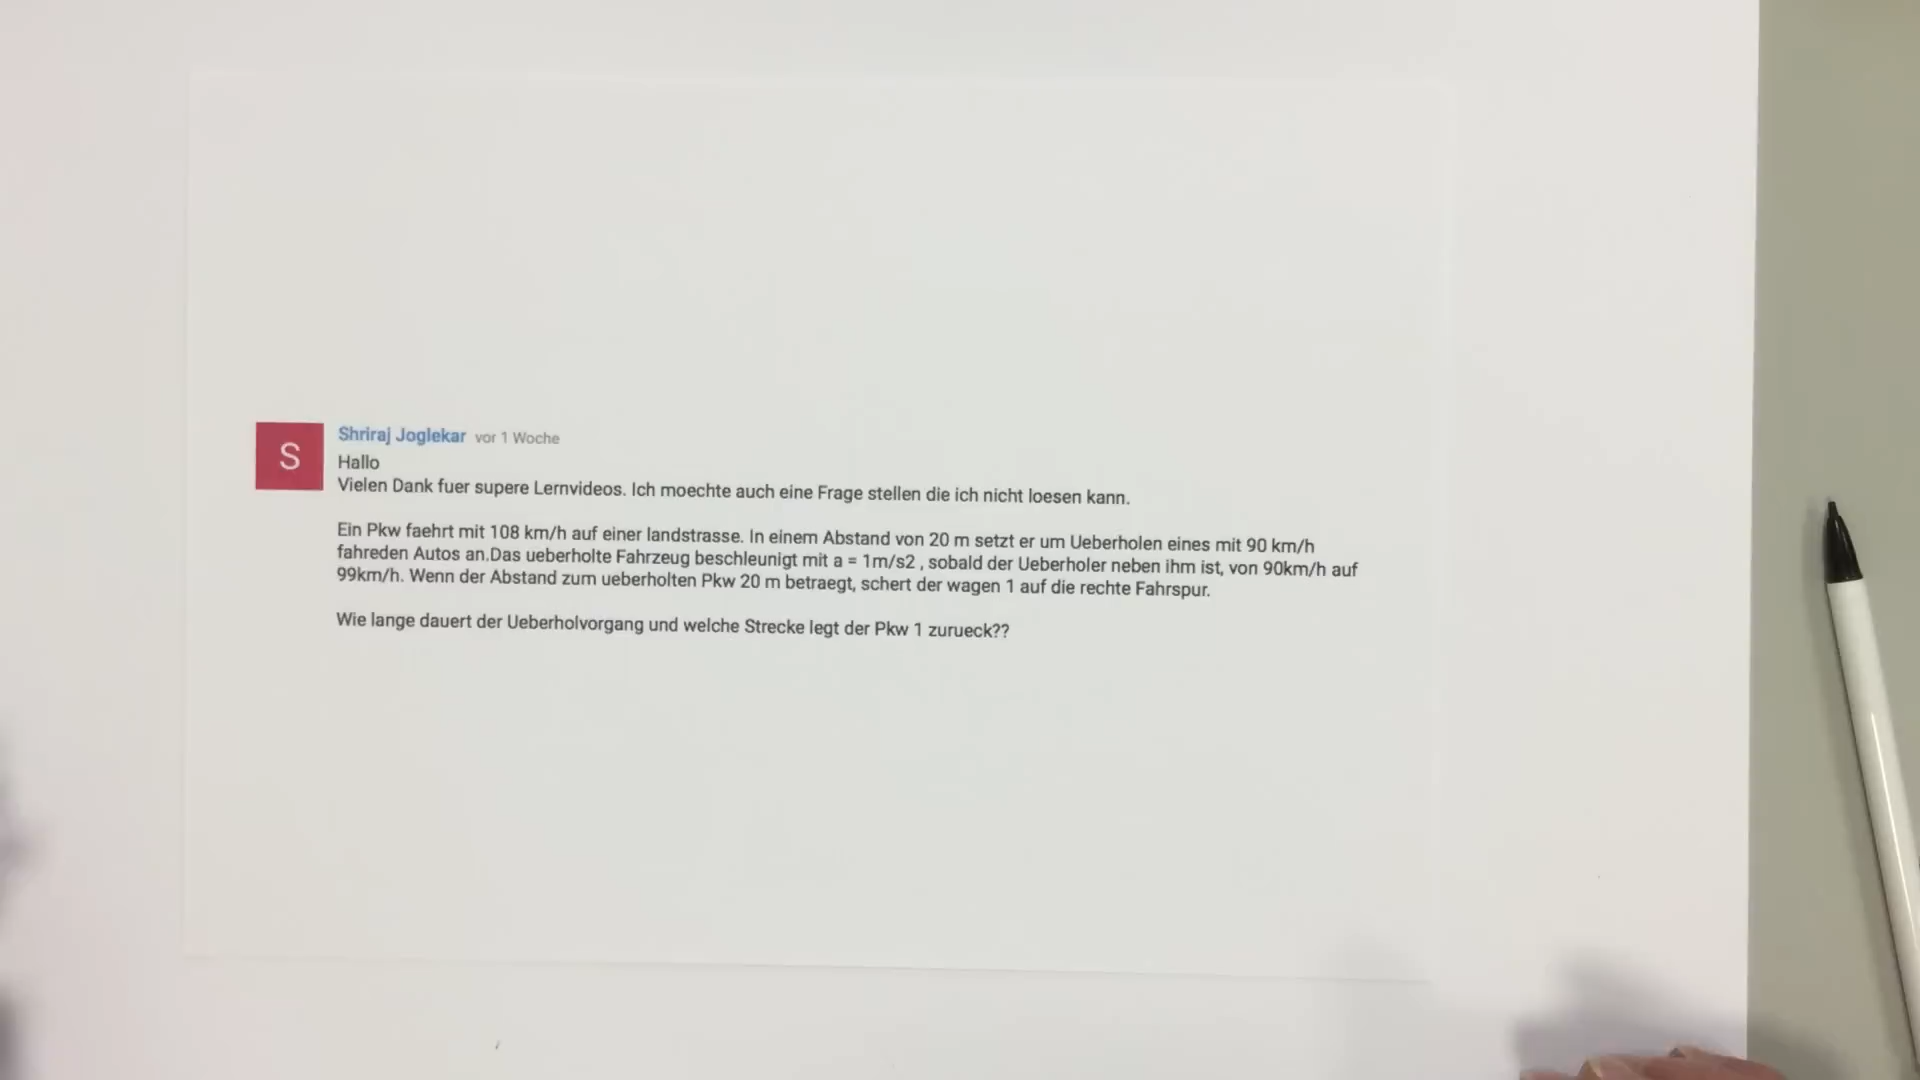 S
Shriraj Joglekar vor 1 Woche
Hallo
Vielen Dank fuer supere Lernvideos. Ich moechte auch eine Frage stellen die ich nicht loesen kann.
Ein Pkw faehrt mit 108 km/h auf einer landstrasse. In einem Abstand von 20 m setzt er um Ueberholen eines mit 90 km/h
fahreden Autos an.Das ueberholte Fahrzeug beschleunigt mit a = 1m/s2 , sobald der Ueberholer neben ihm ist, von 90km/h auf
99km/h. Wenn der Abstand zum ueberholten Pkw 20 m betraegt, schert der wagen 1 auf die rechte Fahrspur.
Wie lange dauert der Ueberholvorgang und welche Strecke legt der Pkw 1 zurueck??